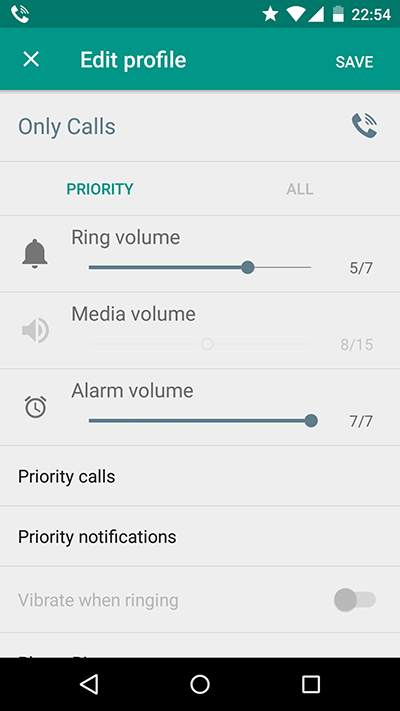 22:54
Edit profile
SAVE
Only Calls
PRIORITY
ALL
Ring volume
5/7
Media volume
8/15
Alarm volume
7/7
Priority calls
Priority notifications
Vibrate when ringing